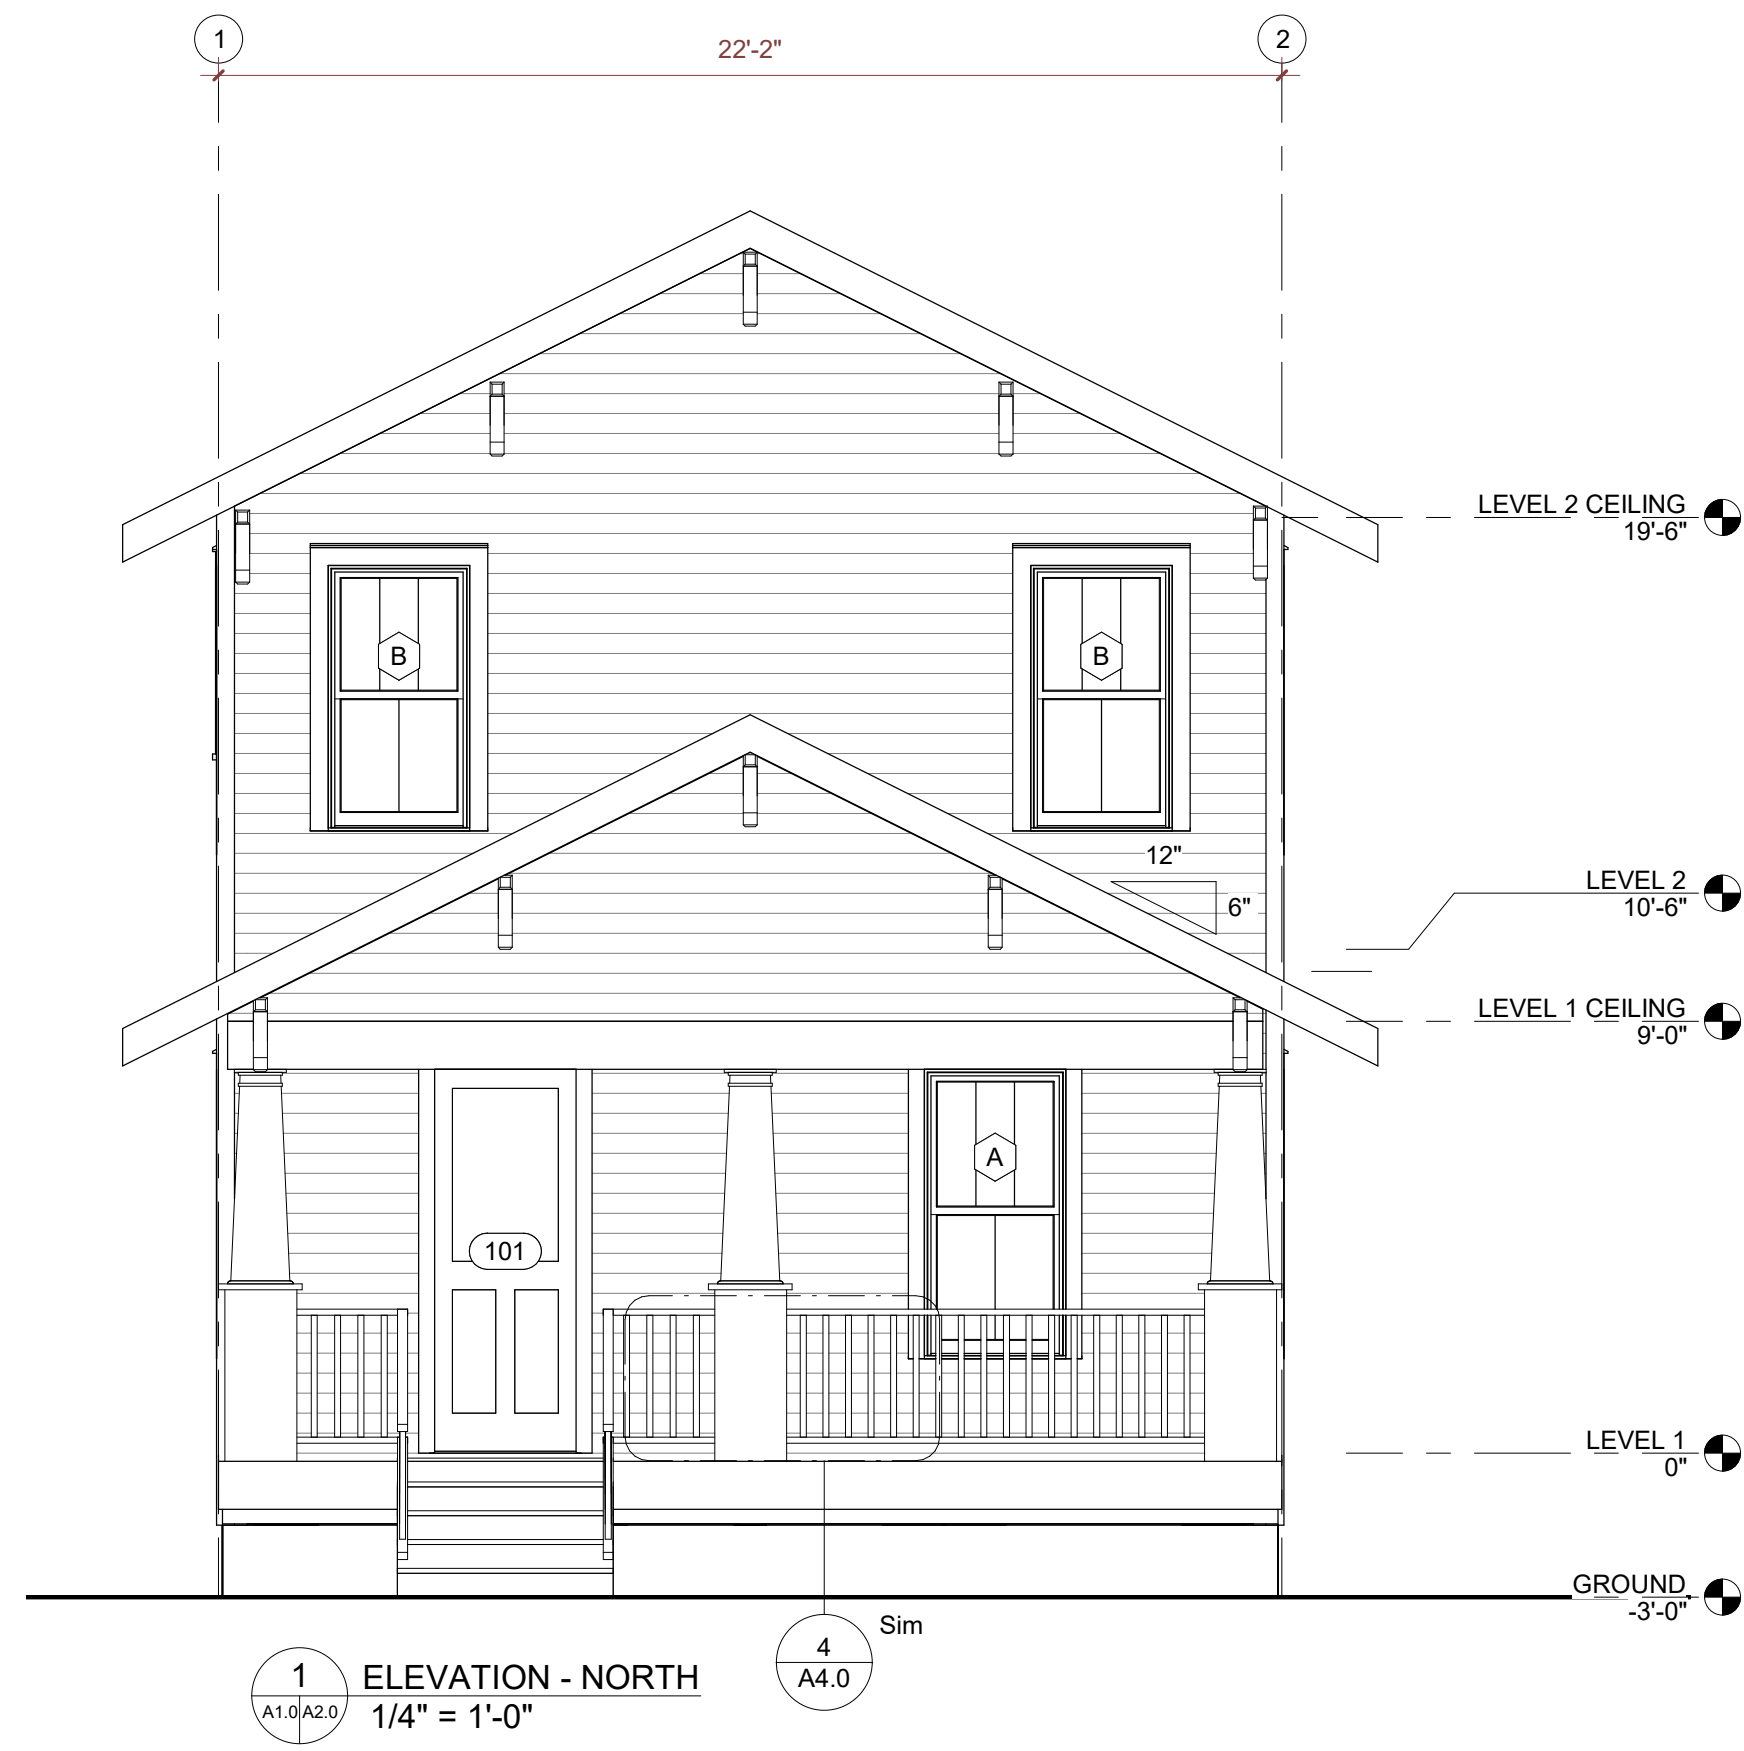 1
22'-2"
2
LEVEL 2 CEILING
19'-6"
B
B
12"
6"
LEVEL 2
10'-6"
LEVEL 1 CEILING
9'-0"
A
101
LEVEL 1
0"
GROUND
-3'-0"
Sim
4
A4.0
1
A1.0 A2.0
ELEVATION - NORTH
1/4" = 1'-0"